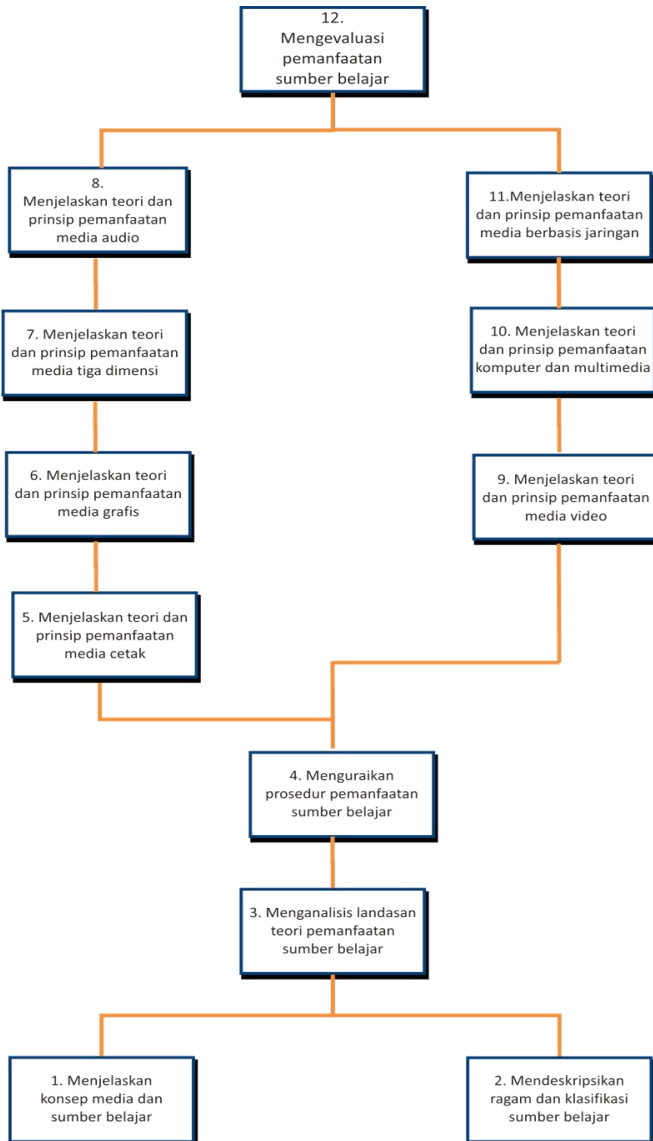 12.
Mengevaluasi
pemanfaatan
sumber belajar
8.
Menjelaskan teori dan
prinsip pemanfaatan
media audio
11.Menjelaskan teori
dan prinsip pemanfaatan
media berbasis jaringan
7. Menjelaskan teori
dan prinsip pemanfaatan
media tiga dimensi
10. Menjelaskan teori
dan prinsip pemanfaatan
komputer dan multimedia
6. Menjelaskan teori
dan prinsip pemanfaatan
media grafis
9. Menjelaskan teori
dan prinsip pemanfaatan
media video
5. Menjelaskan teori dan
prinsip pemanfaatan
media cetak
4. Menguraikan
prosedur pemanfaatan
sumber belajar
3. Menganalisis landasan
teori pemanfaatan
sumber belajar
1. Menjelaskan
konsep media dan
sumber belajar
2. Mendeskripsikan
ragam dan klasifikasi
sumber belajar